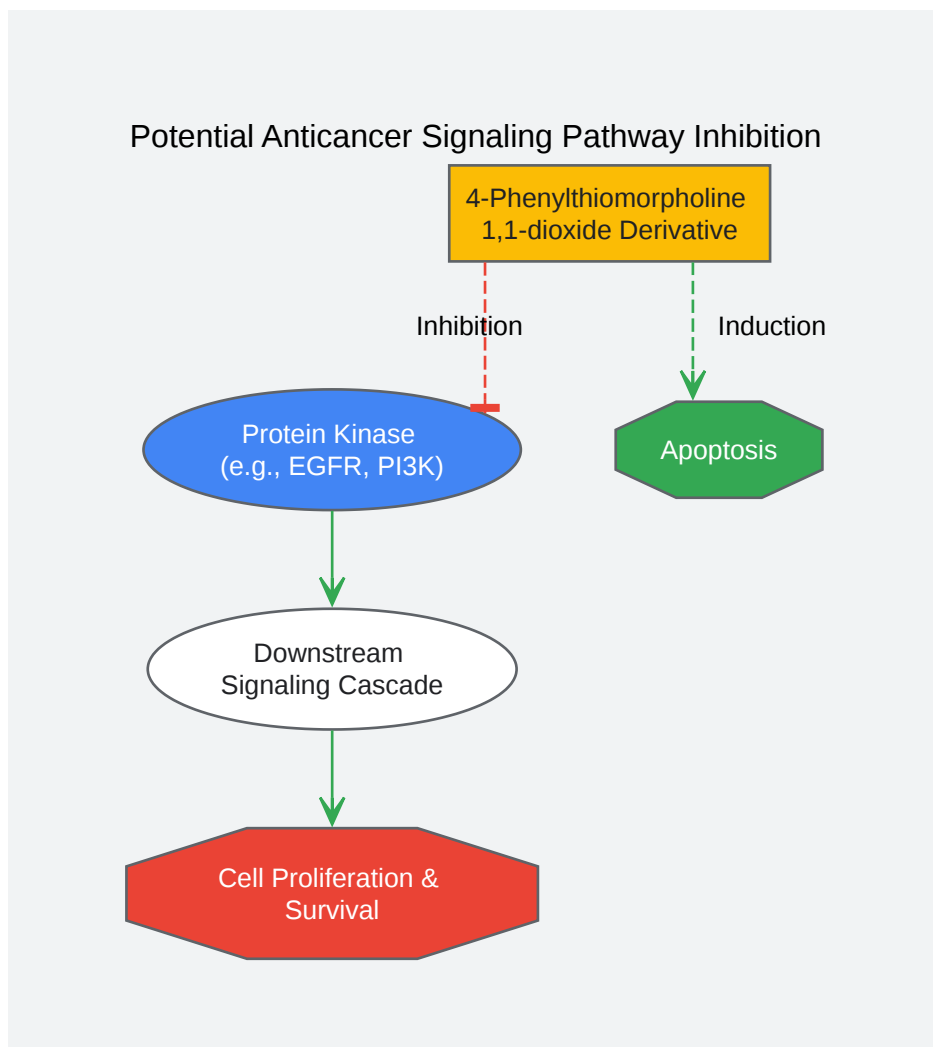 Potential Anticancer Signaling Pathway Inhibition
4-Phenylthiomorpholine
1,1-dioxide Derivative
Inhibition
Induction
Protein Kinase
(e.g., EGFR, PI3K)
Apoptosis
Downstream
Signaling Cascade
Cell Proliferation &
Survival